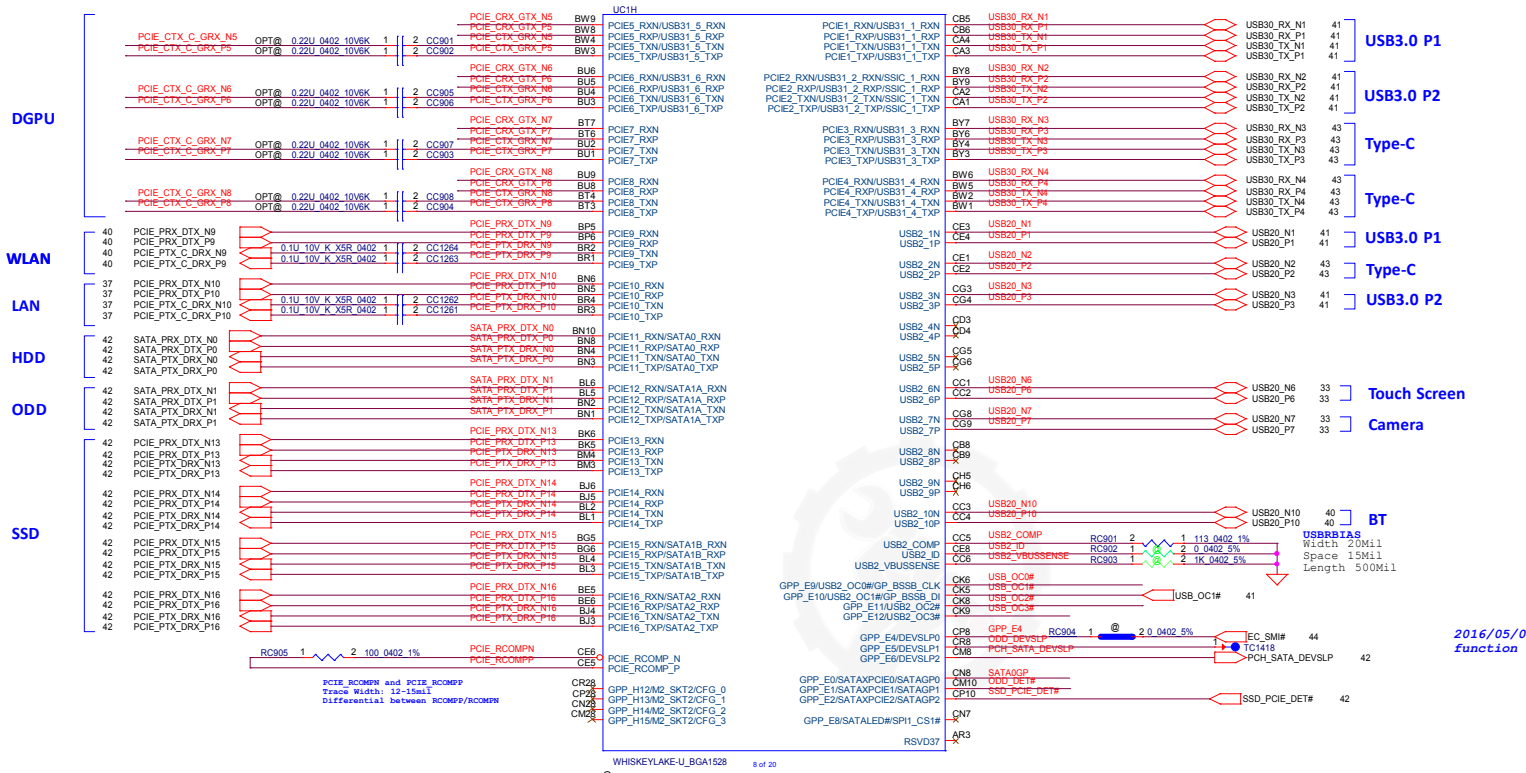 UC1H
DGPU
PCIE_CRX_GTX_N5 BW9 PCIE5_RXN/USB31_5_RXN
PCIE_CRX_GTX_P5 BW8 PCIE5_RXP/USB31_5_RXP
PCIE_CTX_C_GRX_N5 OPT@ 0.22U_0402_10V6K 1 2 CC901 PCIE_CTX_GRX_N5 BW4 PCIE5_TXN/USB31_5_TXN
PCIE_CTX_C_GRX_P5 OPT@ 0.22U_0402_10V6K 1 2 CC902 PCIE_CTX_GRX_P5 BW3 PCIE5_TXP/USB31_5_TXP
PCIE_CRX_GTX_N6 BU6 PCIE6_RXN/USB31_6_RXN
PCIE_CRX_GTX_P6 BU5 PCIE6_RXP/USB31_6_RXP
PCIE_CTX_C_GRX_N6 OPT@ 0.22U_0402_10V6K 1 2 CC905 PCIE_CTX_GRX_N6 BU4 PCIE6_TXN/USB31_6_TXN
PCIE_CTX_C_GRX_P6 OPT@ 0.22U_0402_10V6K 1 2 CC906 PCIE_CTX_GRX_P6 BU3 PCIE6_TXP/USB31_6_TXP
PCIE_CRX_GTX_N7 BT7 PCIE7_RXN
PCIE_CRX_GTX_P7 BT6 PCIE7_RXP
PCIE_CTX_C_GRX_N7 OPT@ 0.22U_0402_10V6K 1 2 CC907 PCIE_CTX_GRX_N7 BU2 PCIE7_TXN
PCIE_CTX_C_GRX_P7 OPT@ 0.22U_0402_10V6K 1 2 CC903 PCIE_CTX_GRX_P7 BU1 PCIE7_TXP
PCIE_CRX_GTX_N8 BU9 PCIE8_RXN
PCIE_CRX_GTX_P8 BU8 PCIE8_RXP
PCIE_CTX_C_GRX_N8 OPT@ 0.22U_0402_10V6K 1 2 CC908 PCIE_CTX_GRX_N8 BT4 PCIE8_TXN
PCIE_CTX_C_GRX_P8 OPT@ 0.22U_0402_10V6K 1 2 CC904 PCIE_CTX_GRX_P8 BT3 PCIE8_TXP
WLAN
40 PCIE_PRX_DTX_N9 PCIE_PRX_DTX_N9 BP5 PCIE9_RXN
40 PCIE_PRX_DTX_P9 PCIE_PRX_DTX_P9 BP6 PCIE9_RXP
40 PCIE_PTX_C_DRX_N9 0.1U_10V_K_X5R_0402 1 2 CC1264 PCIE_PTX_DRX_N9 BR2 PCIE9_TXN
40 PCIE_PTX_C_DRX_P9 0.1U_10V_K_X5R_0402 1 2 CC1263 PCIE_PTX_DRX_P9 BR1 PCIE9_TXP
LAN
37 PCIE_PRX_DTX_N10 PCIE_PRX_DTX_N10 BN6 PCIE10_RXN
37 PCIE_PRX_DTX_P10 PCIE_PRX_DTX_P10 BN5 PCIE10_RXP
37 PCIE_PTX_C_DRX_N10 0.1U_10V_K_X5R_0402 1 2 CC1262 PCIE_PTX_DRX_N10 BR4 PCIE10_TXN
37 PCIE_PTX_C_DRX_P10 0.1U_10V_K_X5R_0402 1 2 CC1261 PCIE_PTX_DRX_P10 BR3 PCIE10_TXP
HDD
42 SATA_PRX_DTX_N0 SATA_PRX_DTX_N0 BN10 PCIE11_RXN/SATA0_RXN
42 SATA_PRX_DTX_P0 SATA_PRX_DTX_P0 BN8 PCIE11_RXP/SATA0_RXP
42 SATA_PTX_DRX_N0 SATA_PTX_DRX_N0 BN4 PCIE11_TXN/SATA0_TXN
42 SATA_PTX_DRX_P0 SATA_PTX_DRX_P0 BN3 PCIE11_TXP/SATA0_TXP
ODD
42 SATA_PRX_DTX_N1 SATA_PRX_DTX_N1 BL6 PCIE12_RXN/SATA1A_RXN
42 SATA_PRX_DTX_P1 SATA_PRX_DTX_P1 BL5 PCIE12_RXP/SATA1A_RXP
42 SATA_PTX_DRX_N1 SATA_PTX_DRX_N1 BN2 PCIE12_TXN/SATA1A_TXN
42 SATA_PTX_DRX_P1 SATA_PTX_DRX_P1 BN1 PCIE12_TXP/SATA1A_TXP
SSD
42 PCIE_PRX_DTX_N13 PCIE_PRX_DTX_N13 BK6 PCIE13_RXN
42 PCIE_PRX_DTX_P13 PCIE_PRX_DTX_P13 BK5 PCIE13_RXP
42 PCIE_PTX_DRX_N13 PCIE_PTX_DRX_N13 BM4 PCIE13_TXN
42 PCIE_PTX_DRX_P13 PCIE_PTX_DRX_P13 BM3 PCIE13_TXP
42 PCIE_PRX_DTX_N14 PCIE_PRX_DTX_N14 BJ6 PCIE14_RXN
42 PCIE_PRX_DTX_P14 PCIE_PRX_DTX_P14 BJ5 PCIE14_RXP
42 PCIE_PTX_DRX_N14 PCIE_PTX_DRX_N14 BL2 PCIE14_TXN
42 PCIE_PTX_DRX_P14 PCIE_PTX_DRX_P14 BL1 PCIE14_TXP
42 PCIE_PRX_DTX_N15 PCIE_PRX_DTX_N15 BG5 PCIE15_RXN/SATA1B_RXN
42 PCIE_PRX_DTX_P15 PCIE_PRX_DTX_P15 BG6 PCIE15_RXP/SATA1B_RXP
42 PCIE_PTX_DRX_N15 PCIE_PTX_DRX_N15 BL4 PCIE15_TXN/SATA1B_TXN
42 PCIE_PTX_DRX_P15 PCIE_PTX_DRX_P15 BL3 PCIE15_TXP/SATA1B_TXP
42 PCIE_PRX_DTX_N16 PCIE_PRX_DTX_N16 BE5 PCIE16_RXN/SATA2_RXN
42 PCIE_PRX_DTX_P16 PCIE_PRX_DTX_P16 BE6 PCIE16_RXP/SATA2_RXP
42 PCIE_PTX_DRX_N16 PCIE_PTX_DRX_N16 BJ4 PCIE16_TXN/SATA2_TXN
42 PCIE_PTX_DRX_P16 PCIE_PTX_DRX_P16 BJ3 PCIE16_TXP/SATA2_TXP
RC905 1 2 100_0402_1% PCIE_RCOMPN CE6 PCIE_RCOMP_N
PCIE_RCOMPP CE5 PCIE_RCOMP_P
PCIE_RCOMPN and PCIE_RCOMPP
Trace Width: 12-15mil
Differential between RCOMPP/RCOMPN
CR28 GPP_H12/M2_SKT2/CFG_0
CP28 GPP_H13/M2_SKT2/CFG_1
CN28 GPP_H14/M2_SKT2/CFG_2
CM28 GPP_H15/M2_SKT2/CFG_3
PCIE1_RXN/USB31_1_RXN CB5 USB30_RX_N1 USB30_RX_N1 41
PCIE1_RXP/USB31_1_RXP CB6 USB30_RX_P1 USB30_RX_P1 41
PCIE1_TXN/USB31_1_TXN CA4 USB30_TX_N1 USB30_TX_N1 41
PCIE1_TXP/USB31_1_TXP CA3 USB30_TX_P1 USB30_TX_P1 41
USB3.0 P1
PCIE2_RXN/USB31_2_RXN/SSIC_1_RXN BY8 USB30_RX_N2 USB30_RX_N2 41
PCIE2_RXP/USB31_2_RXP/SSIC_1_RXP BY9 USB30_RX_P2 USB30_RX_P2 41
PCIE2_TXN/USB31_2_TXN/SSIC_1_TXN CA2 USB30_TX_N2 USB30_TX_N2 41
PCIE2_TXP/USB31_2_TXP/SSIC_1_TXP CA1 USB30_TX_P2 USB30_TX_P2 41
USB3.0 P2
PCIE3_RXN/USB31_3_RXN BY7 USB30_RX_N3 USB30_RX_N3 43
PCIE3_RXP/USB31_3_RXP BY6 USB30_RX_P3 USB30_RX_P3 43
PCIE3_TXN/USB31_3_TXN BY4 USB30_TX_N3 USB30_TX_N3 43
PCIE3_TXP/USB31_3_TXP BY3 USB30_TX_P3 USB30_TX_P3 43
Type-C
PCIE4_RXN/USB31_4_RXN BW6 USB30_RX_N4 USB30_RX_N4 43
PCIE4_RXP/USB31_4_RXP BW5 USB30_RX_P4 USB30_RX_P4 43
PCIE4_TXN/USB31_4_TXN BW2 USB30_TX_N4 USB30_TX_N4 43
PCIE4_TXP/USB31_4_TXP BW1 USB30_TX_P4 USB30_TX_P4 43
Type-C
USB2_1N CE3 USB20_N1 USB20_N1 41
USB2_1P CE4 USB20_P1 USB20_P1 41
USB3.0 P1
USB2_2N CE1 USB20_N2 USB20_N2 43
USB2_2P CE2 USB20_P2 USB20_P2 43
Type-C
USB2_3N CG3 USB20_N3 USB20_N3 41
USB2_3P CG4 USB20_P3 USB20_P3 41
USB3.0 P2
USB2_4N CD3
USB2_4P CD4
USB2_5N CG5
USB2_5P CG6
USB2_6N CC1 USB20_N6 USB20_N6 33
USB2_6P CC2 USB20_P6 USB20_P6 33
Touch Screen
USB2_7N CG8 USB20_N7 USB20_N7 33
USB2_7P CG9 USB20_P7 USB20_P7 33
Camera
USB2_8N CB8
USB2_8P CB9
USB2_9N CH5
USB2_9P CH6
USB2_10N CC3 USB20_N10 USB20_N10 40
USB2_10P CC4 USB20_P10 USB20_P10 40
BT
USB2_COMP CC5 USB2_COMP RC901 2 1 113_0402_1%
USB2_ID CE8 USB2_ID RC902 1 @ 2 0_0402_5%
USB2_VBUSSENSE CC6 USB2_VBUSSENSE RC903 1 @ 2 1K_0402_5%
USBRBIAS
Width 20Mil
Space 15Mil
Length 500Mil
GPP_E9/USB2_OC0#/GP_BSSB_CLK CK6 USB_OC0#
GPP_E10/USB2_OC1#/GP_BSSB_DI CK5 USB_OC1# USB_OC1# 41
GPP_E11/USB2_OC2# CK8 USB_OC2#
GPP_E12/USB2_OC3# CK9 USB_OC3#
GPP_E4/DEVSLP0 CP8 GPP_E4 RC904 1 @ 2 0_0402_5% EC_SMI# 44
GPP_E5/DEVSLP1 CR8 ODD_DEVSLP 1 TC1418
GPP_E6/DEVSLP2 CM8 PCH_SATA_DEVSLP PCH_SATA_DEVSLP 42
2016/05/0
function
GPP_E0/SATAXPCIE0/SATAGP0 CN8 SATA0GP
GPP_E1/SATAXPCIE1/SATAGP1 CM10 ODD_DET#
GPP_E2/SATAXPCIE2/SATAGP2 CP10 SSD_PCIE_DET# SSD_PCIE_DET# 42
GPP_E8/SATALED#/SPI1_CS1# CN7
RSVD37 AR3
WHISKEYLAKE-U_BGA1528 8 of 20